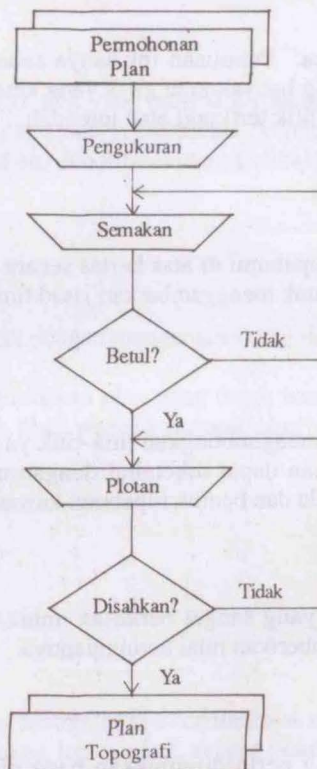 Permohonan
Plan
Pengukuran
Semakan
Betul?
Tidak
Ya
Plotan
Disahkan?
Tidak
Ya
Plan
Topografi